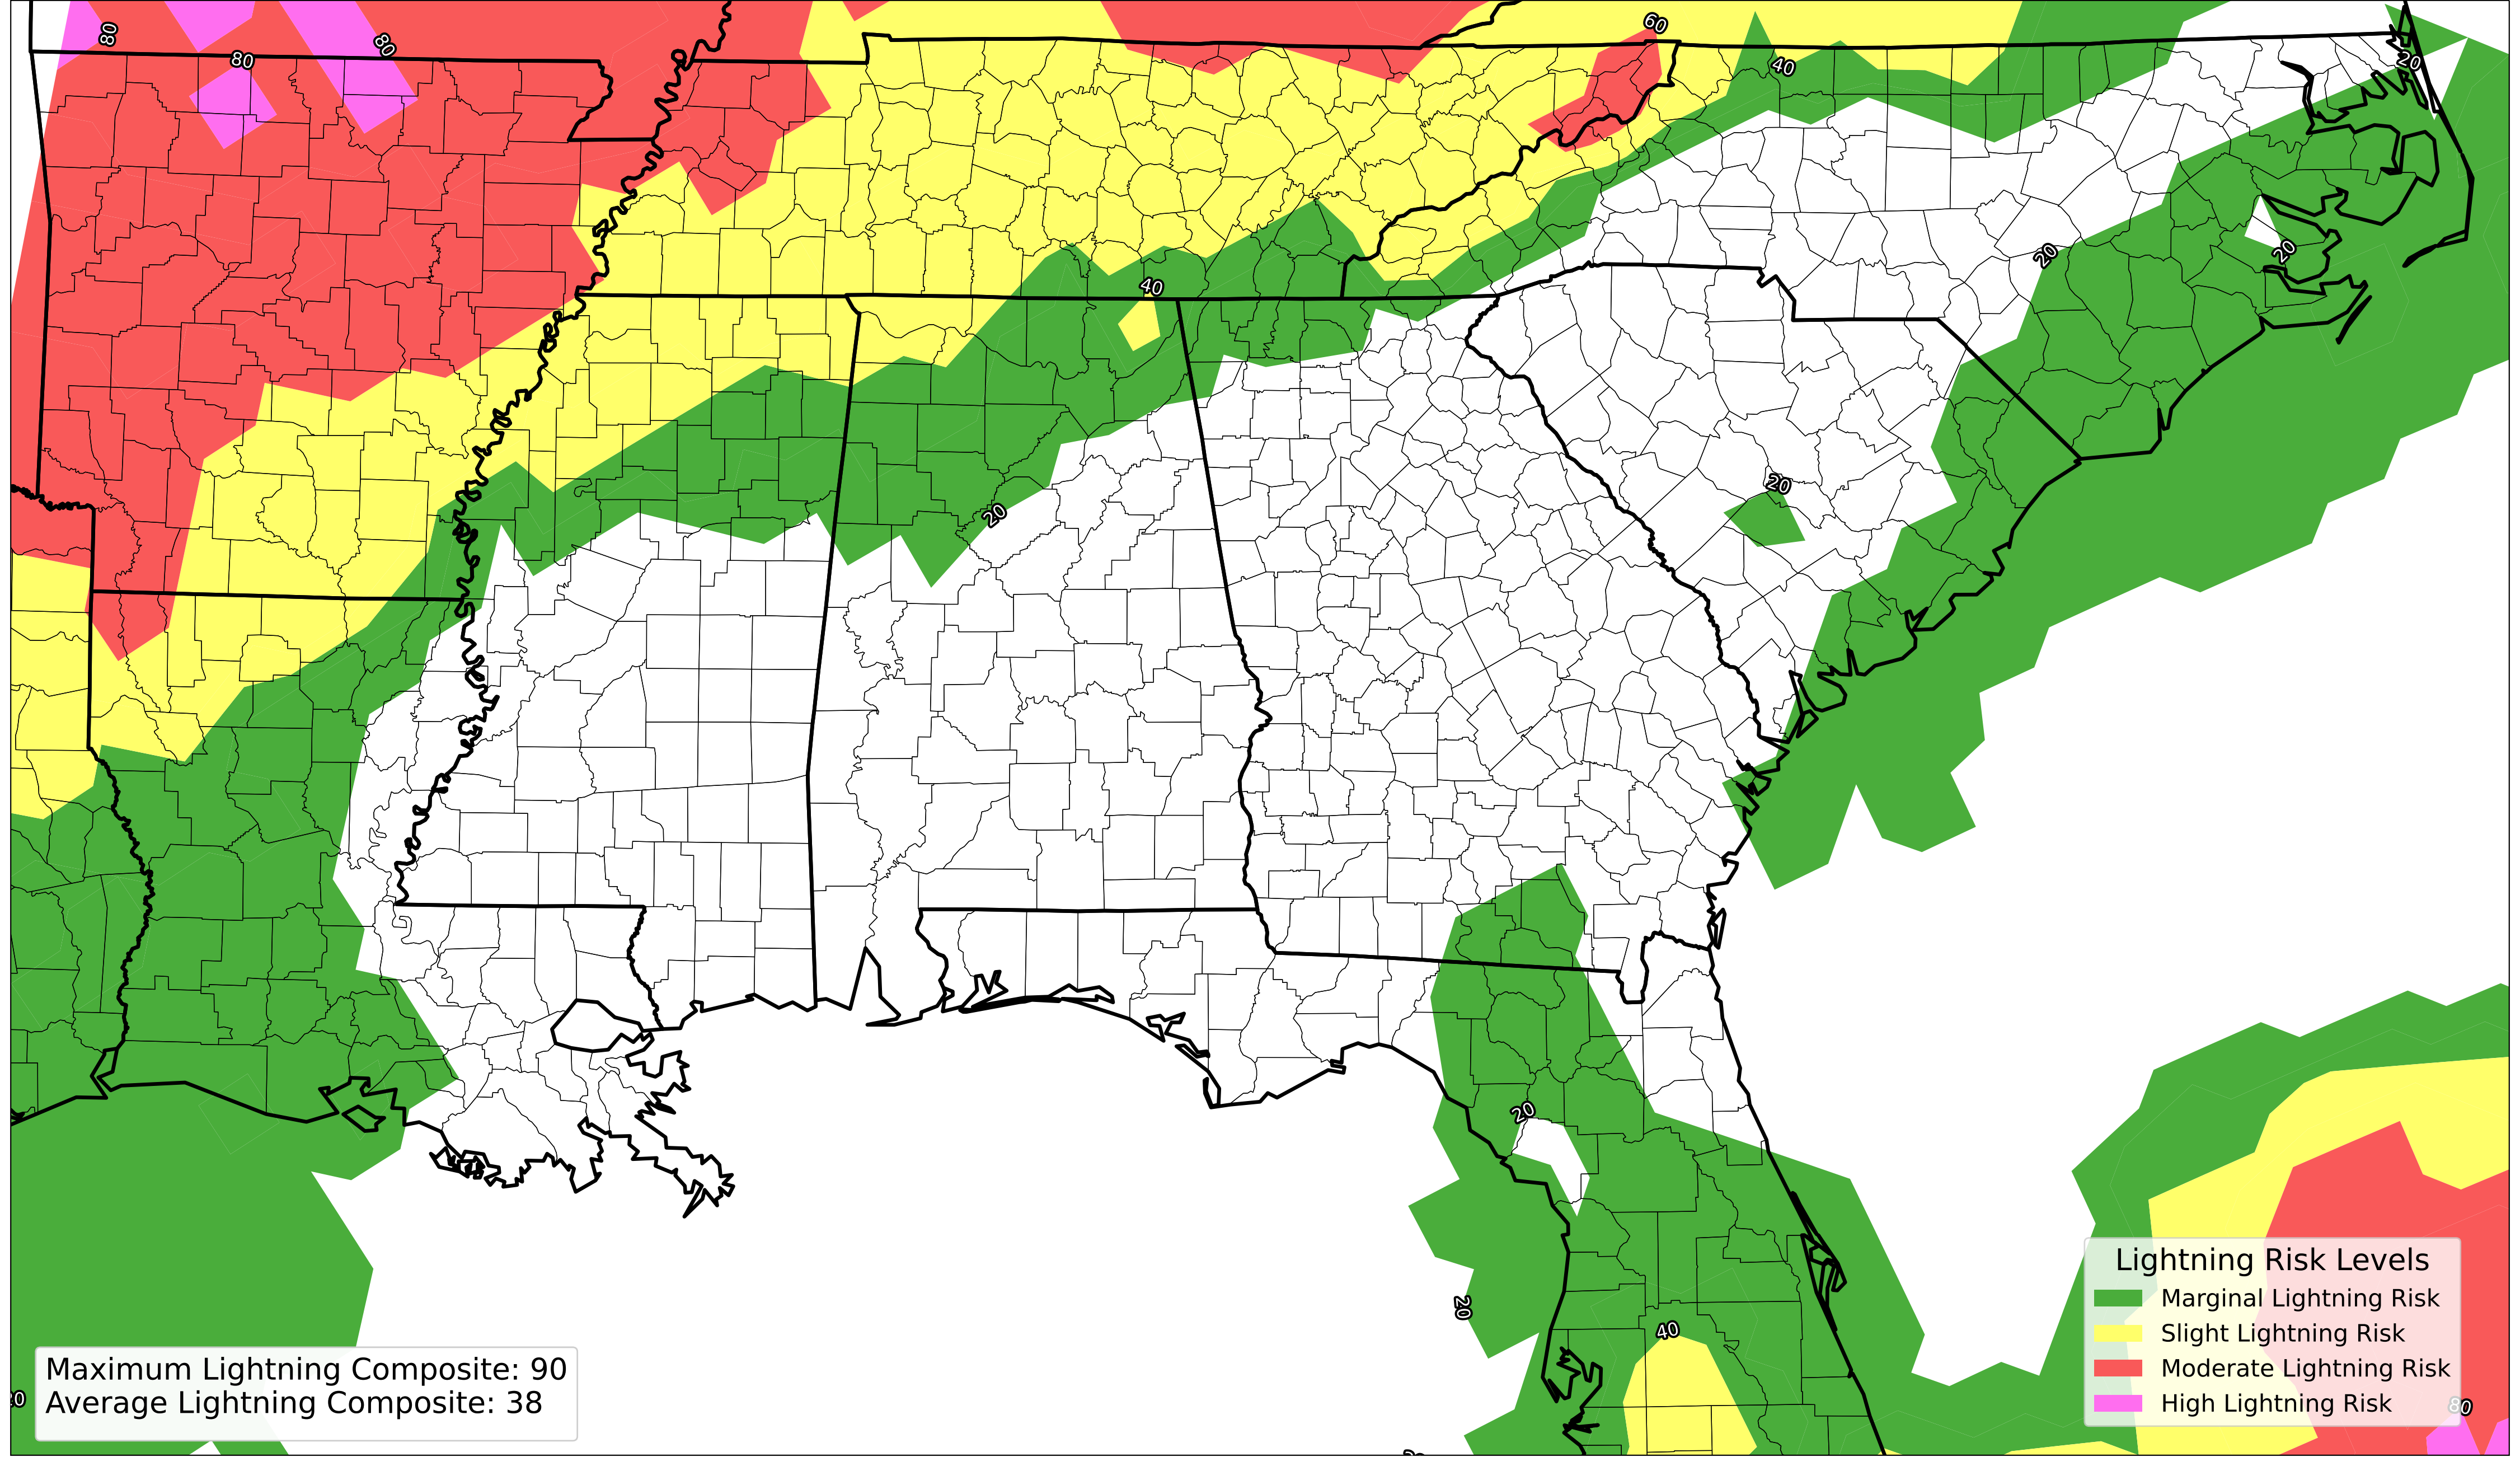 60
80
80
80
20
40
20
20
40
20
20
20
40
20
Lightning Risk Levels
Marginal Lightning Risk
Slight Lightning Risk
Moderate Lightning Risk
High Lightning Risk
80
Maximum Lightning Composite: 90
Average Lightning Composite: 38